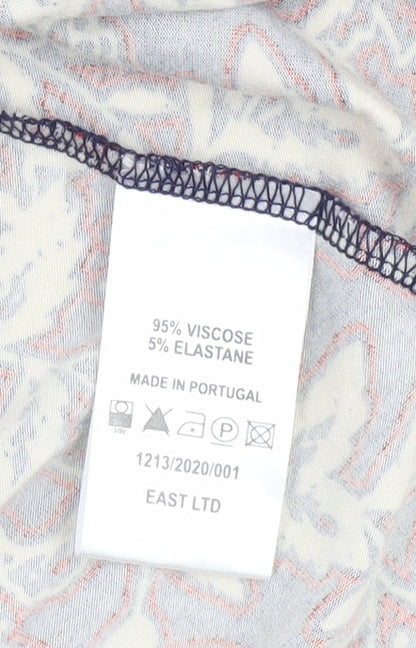 95% VISCOSE
5% ELASTANE
MADE IN PORTUGAL
P
1213/2020/001
EAST LTD